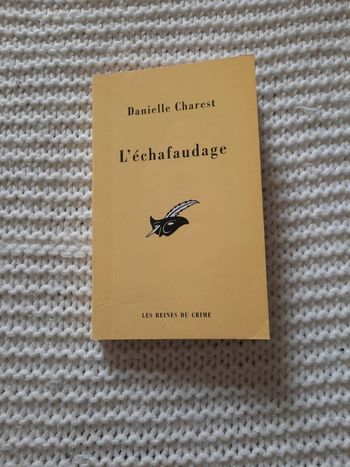 Danielle Charest
L'échafaudage
LES REINES DU CRIME